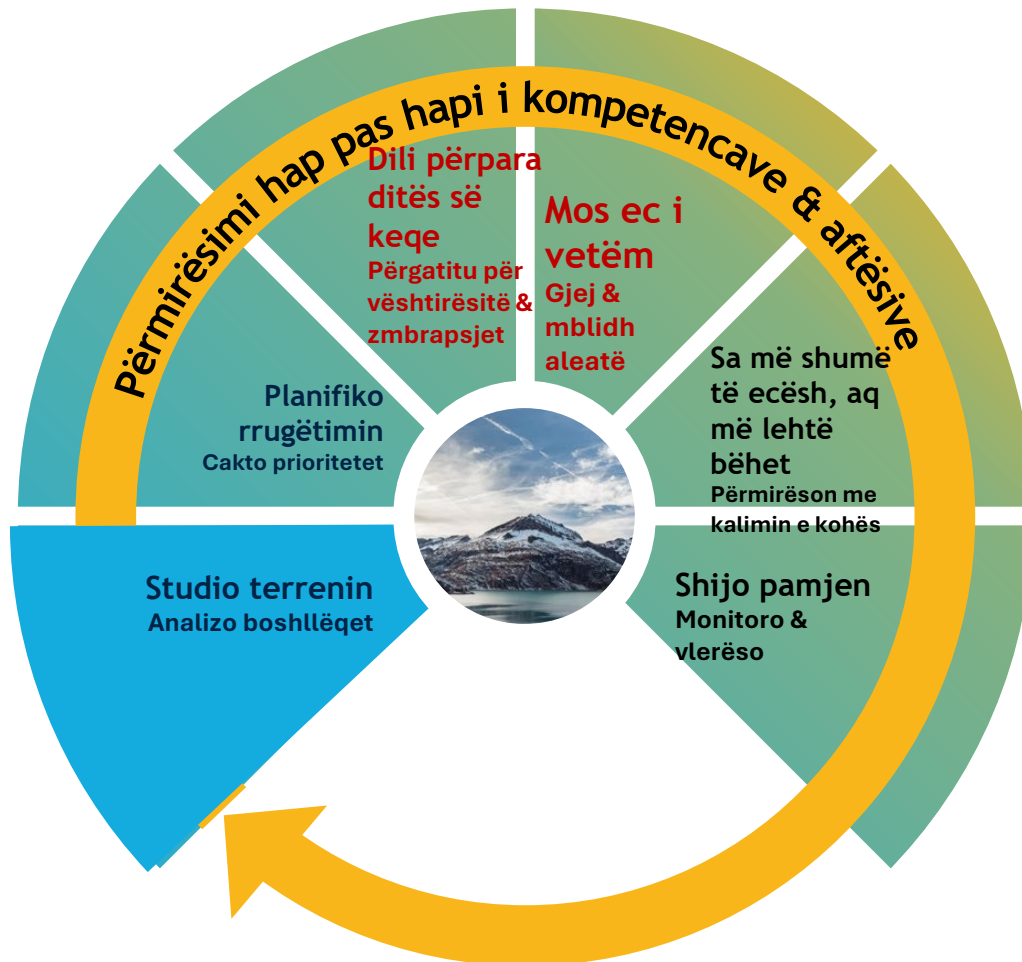 Përmirësimi hap pas hapi i kompetencave & aftësive
Studio terrenin
Analizo boshllëqet
Planifiko
rrugëtimin
Cakto prioritetet
Dili përpara
ditës së
keqe
Përgatitu për
vështirësitë &
zmbrapsjet
Mos ec i
vetëm
Gjej &
mblidh
aleatë
Sa më shumë
të ecësh, aq
më lehtë
bëhet
Përmirëson me
kalimin e kohës
Shijo pamjen
Monitoro &
vlerëso